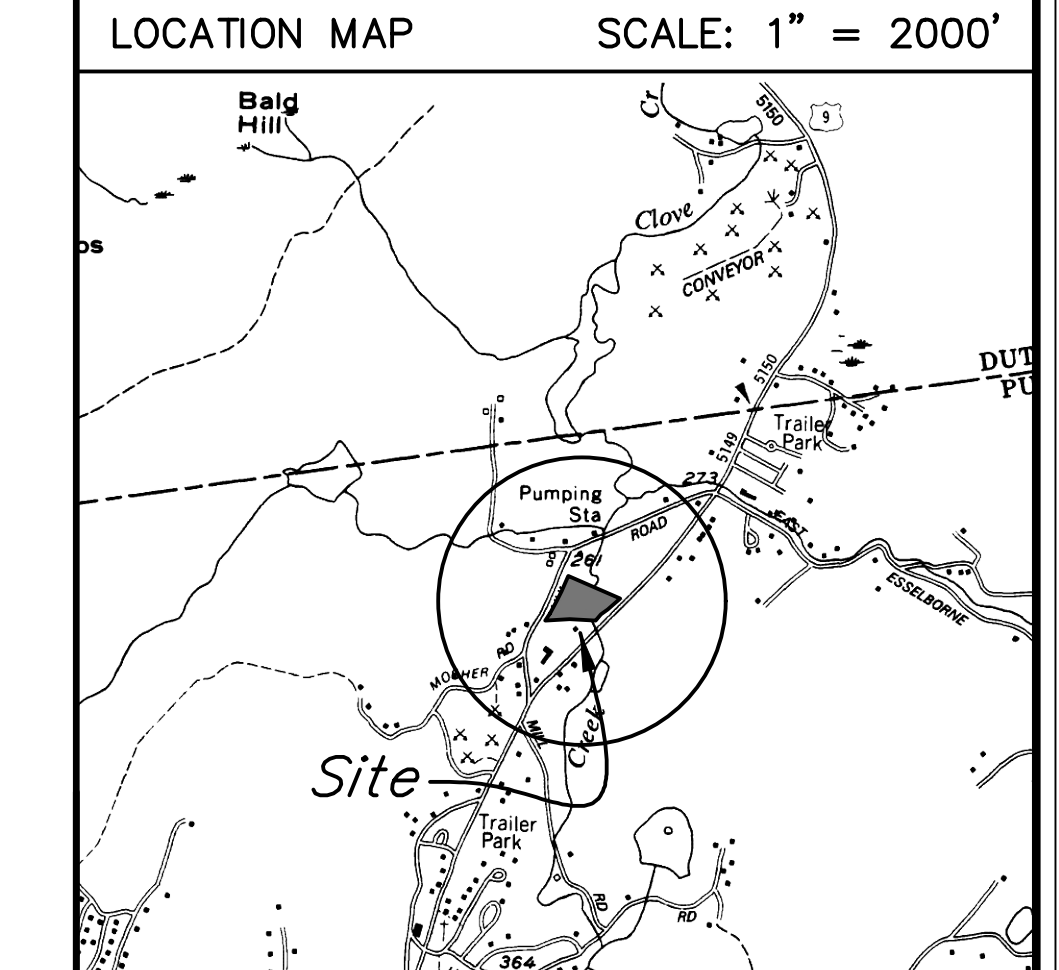 LOCATION MAP SCALE: 1" = 2000'
Bald
Hill
Cr
5150
9
Clove
CONVEYOR
DUT
PU
5150
5149
Trailer
Park
273
Pumping
Sta
ROAD
EAST
261
ESSELBORNE
MOSHER RD
MILL
Creek
Site
Trailer
Park
RD
RD
364